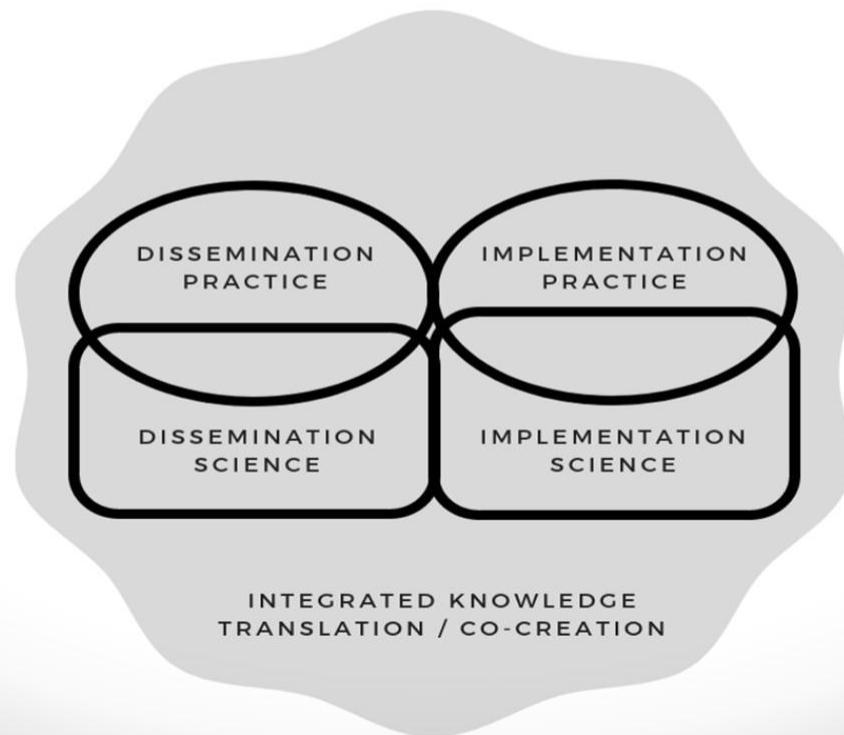 DISSEMINATION
PRACTICE
IMPLEMENTATION
PRACTICE
DISSEMINATION
SCIENCE
IMPLEMENTATION
SCIENCE
INTEGRATED KNOWLEDGE
TRANSLATION / CO-CREATION